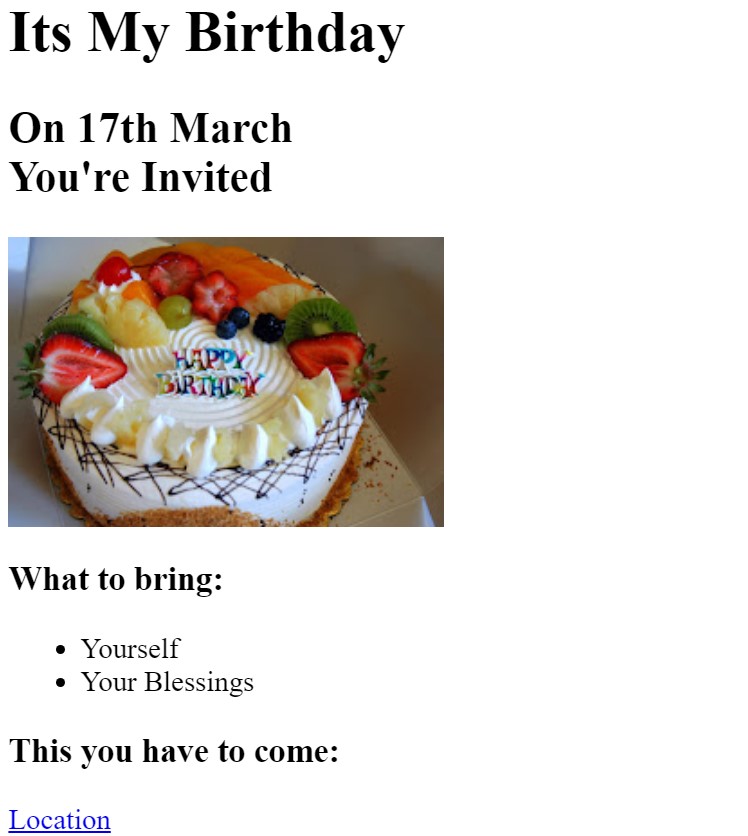 Its My Birthday
On 17th March
You're Invited
HAPPY
BiRTHDAY
What to bring:
Yourself
Your Blessings
This you have to come:
Location